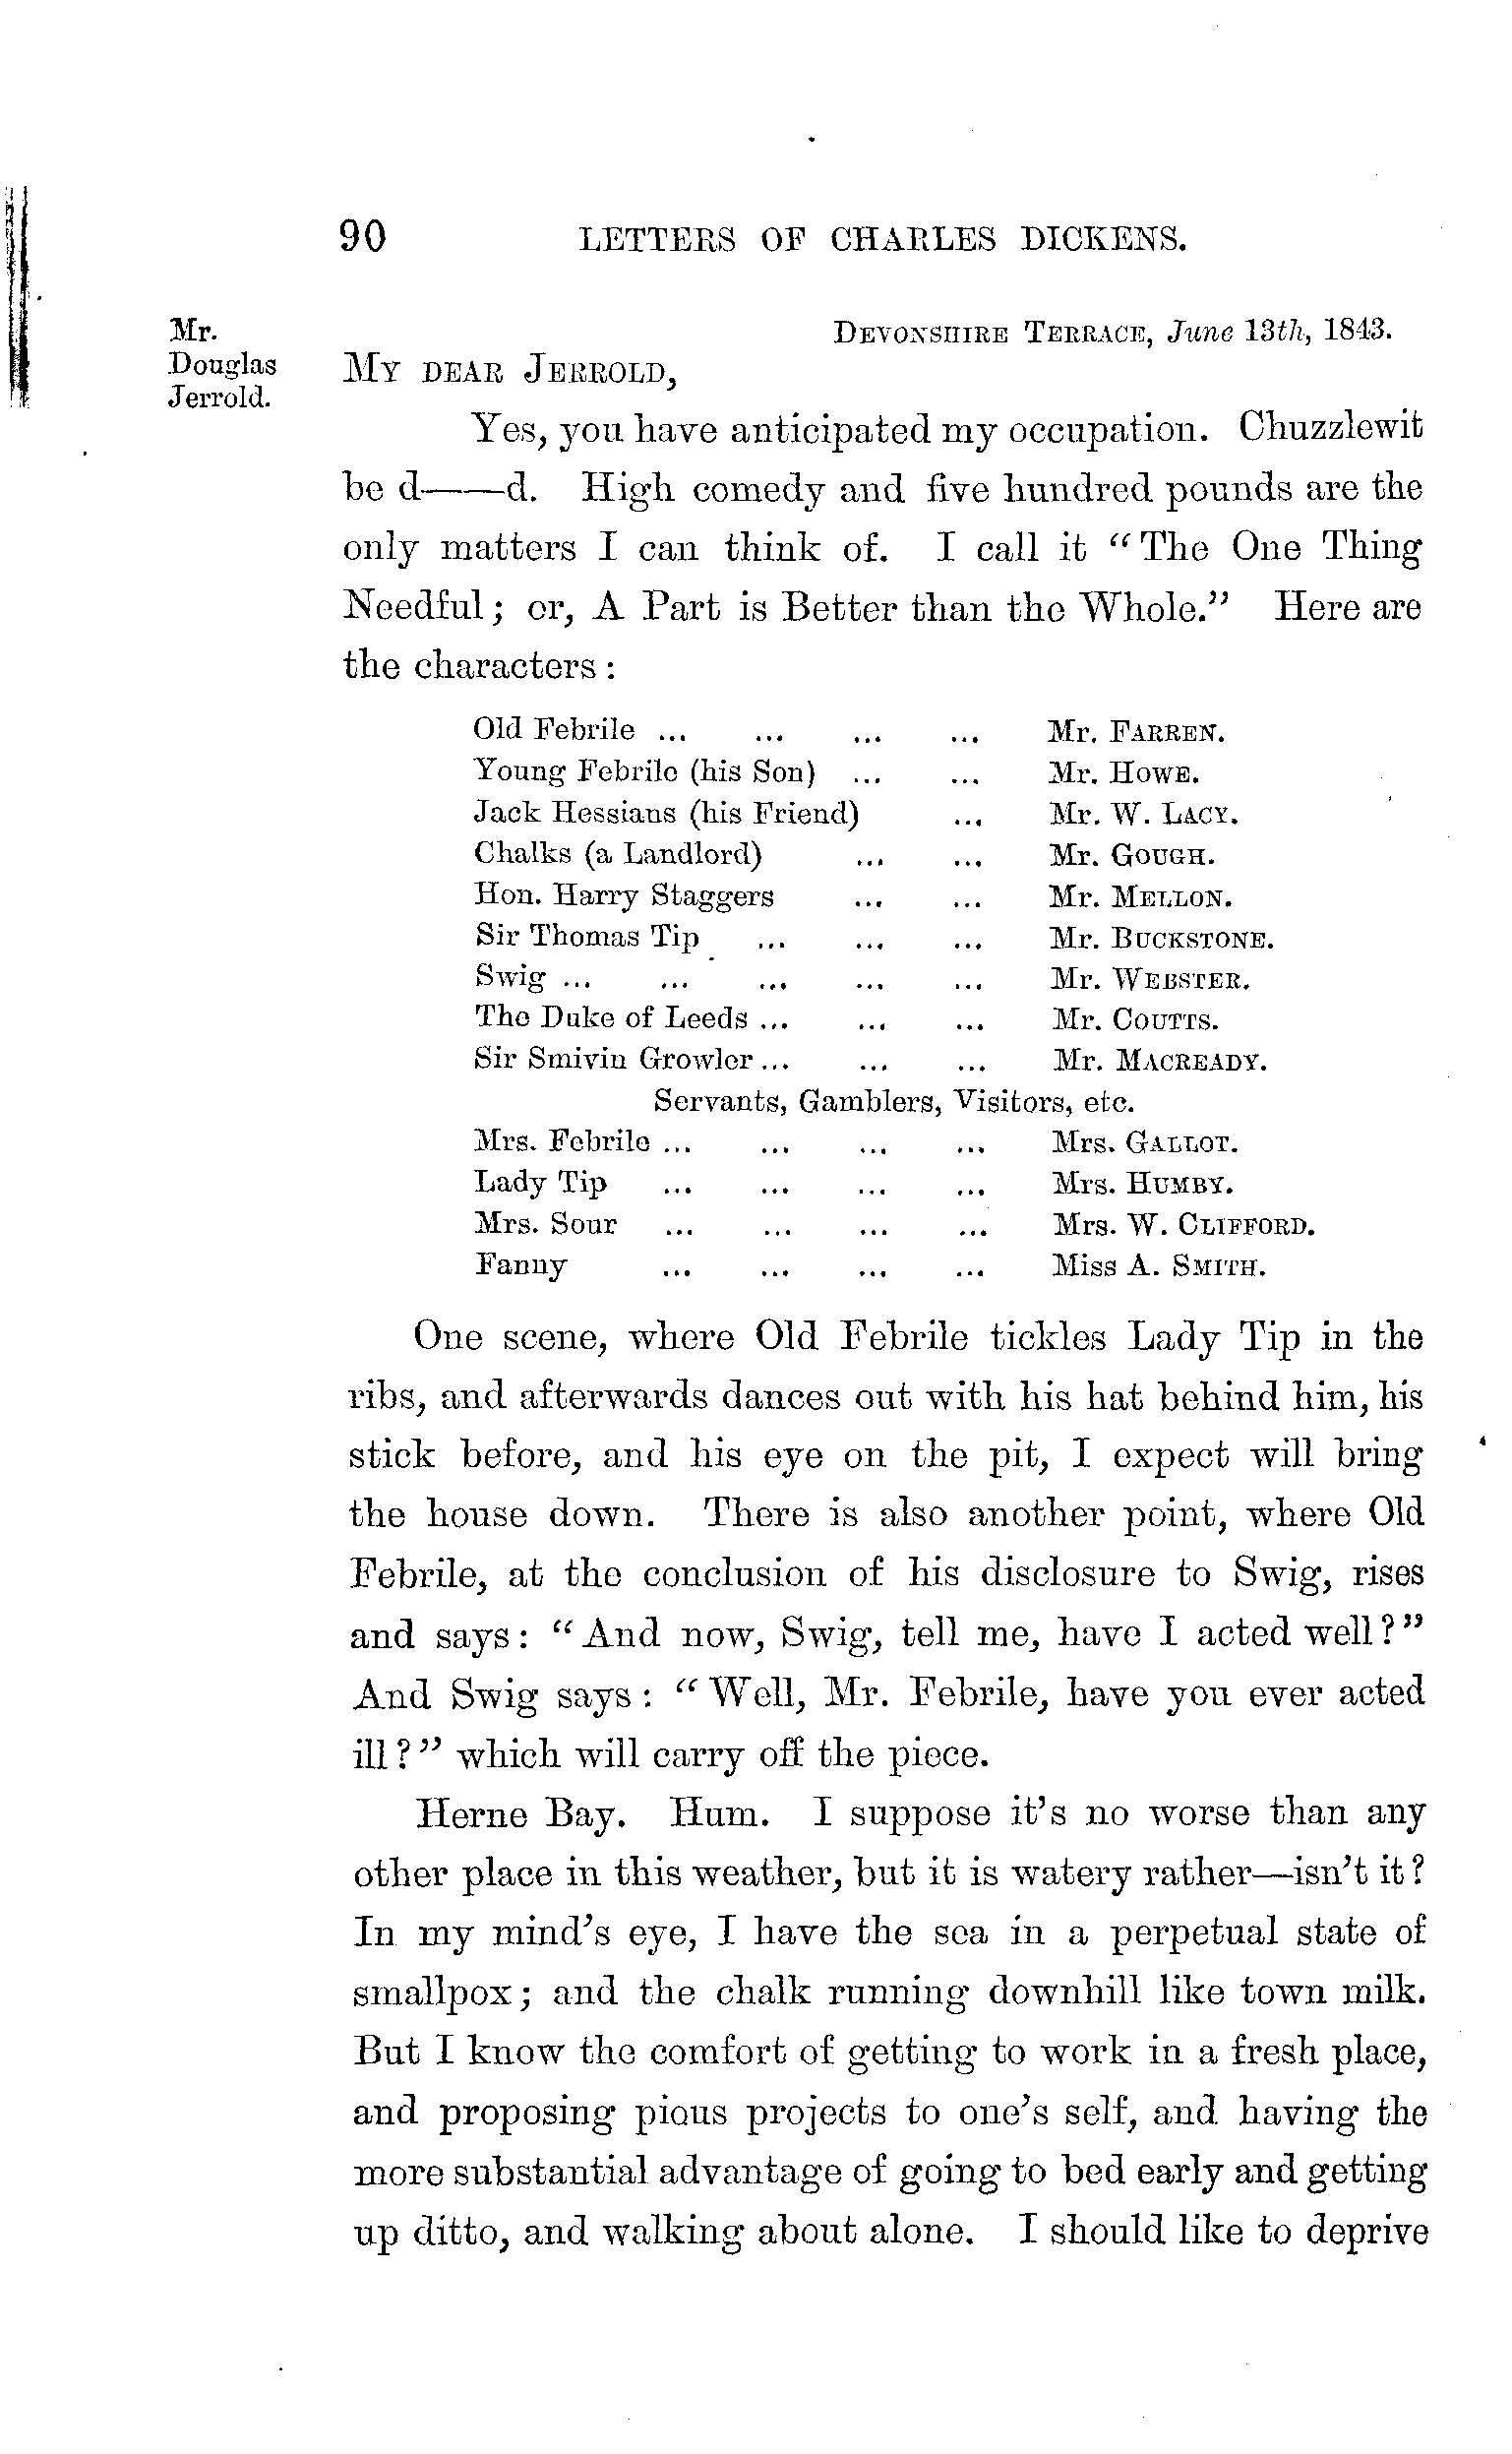 90 LETTERS OF CHARLES DICKENS.
Mr.
Douglas
Jerrold.
DEVONSHIRE TERRACE, June 13th, 1843.
MY DEAR JERROLD,
Yes, you have anticipated my occupation. Chuzzlewit
be d——d. High comedy and five hundred pounds are the
only matters I can think of. I call it “The One Thing
Needful; or, A Part is Better than the Whole.” Here are
the characters:
Old Febrile ... ... ... ... Mr. FARREN.
Young Febrile (his Son) ... ... Mr. HOWE.
Jack Hessians (his Friend) ... Mr. W. LACY.
Chalks (a Landlord) ... ... Mr. GOUGH.
Hon. Harry Staggers ... ... Mr. MELLON.
Sir Thomas Tip ... ... ... Mr. BUCKSTONE.
Swig ... ... ... ... ... Mr. WEBSTER.
The Duke of Leeds ... ... ... Mr. COUTTS.
Sir Smivin Growler ... ... ... Mr. MACREADY.
Servants, Gamblers, Visitors, etc.
Mrs. Febrile ... ... ... ... Mrs. GALLOT.
Lady Tip ... ... ... ... Mrs. HUMBY.
Mrs. Sour ... ... ... ... Mrs. W. CLIFFORD.
Fanny ... ... ... ... Miss A. SMITH.
One scene, where Old Febrile tickles Lady Tip in the
ribs, and afterwards dances out with his hat behind him, his
stick before, and his eye on the pit, I expect will bring
the house down. There is also another point, where Old
Febrile, at the conclusion of his disclosure to Swig, rises
and says: “And now, Swig, tell me, have I acted well?”
And Swig says: “Well, Mr. Febrile, have you ever acted
ill?” which will carry off the piece.
Herne Bay. Hum. I suppose it’s no worse than any
other place in this weather, but it is watery rather—isn’t it?
In my mind’s eye, I have the sea in a perpetual state of
smallpox; and the chalk running downhill like town milk.
But I know the comfort of getting to work in a fresh place,
and proposing pious projects to one’s self, and having the
more substantial advantage of going to bed early and getting
up ditto, and walking about alone. I should like to deprive